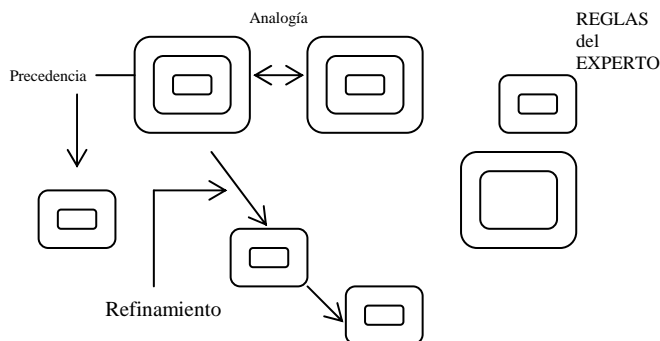 Analogía
REGLAS
del
EXPERTO
Precedencia
Refinamiento